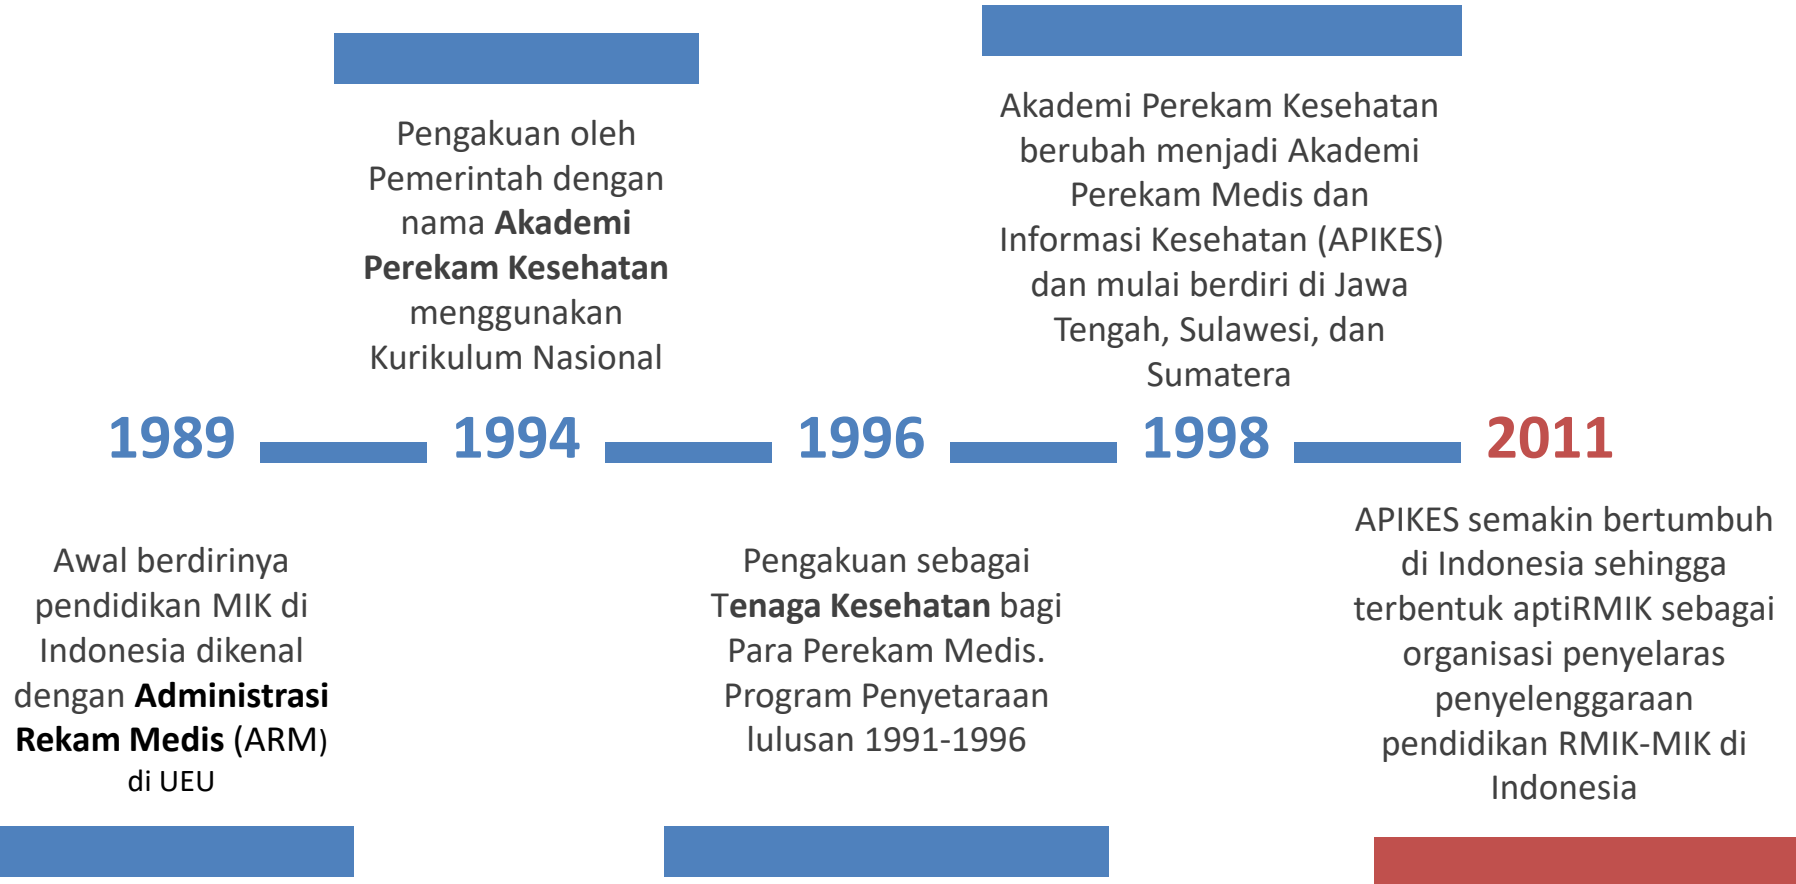 Pengakuan oleh
Pemerintah dengan
nama Akademi
Perekam Kesehatan
menggunakan
Kurikulum Nasional
Akademi Perekam Kesehatan
berubah menjadi Akademi
Perekam Medis dan
Informasi Kesehatan (APIKES)
dan mulai berdiri di Jawa
Tengah, Sulawesi, dan
Sumatera
1989 1994 1996 1998 2011
Awal berdirinya
pendidikan MIK di
Indonesia dikenal
dengan Administrasi
Rekam Medis (ARM)
di UEU
Pengakuan sebagai
Tenaga Kesehatan bagi
Para Perekam Medis.
Program Penyetaraan
lulusan 1991-1996
APIKES semakin bertumbuh
di Indonesia sehingga
terbentuk aptiRMIK sebagai
organisasi penyelaras
penyelenggaraan
pendidikan RMIK-MIK di
Indonesia